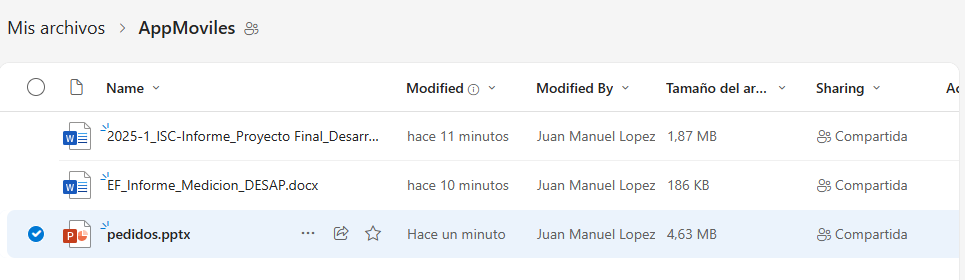 Mis archivos > AppMoviles
Name Modified Modified By Tamaño del ar... Sharing Ac
2025-1_ISC-Informe_Proyecto Final_Desarr... hace 11 minutos Juan Manuel Lopez 1,87 MB Compartida
EF_Informe_Medicion_DESAP.docx hace 10 minutos Juan Manuel Lopez 186 KB Compartida
pedidos.pptx Hace un minuto Juan Manuel Lopez 4,63 MB Compartida